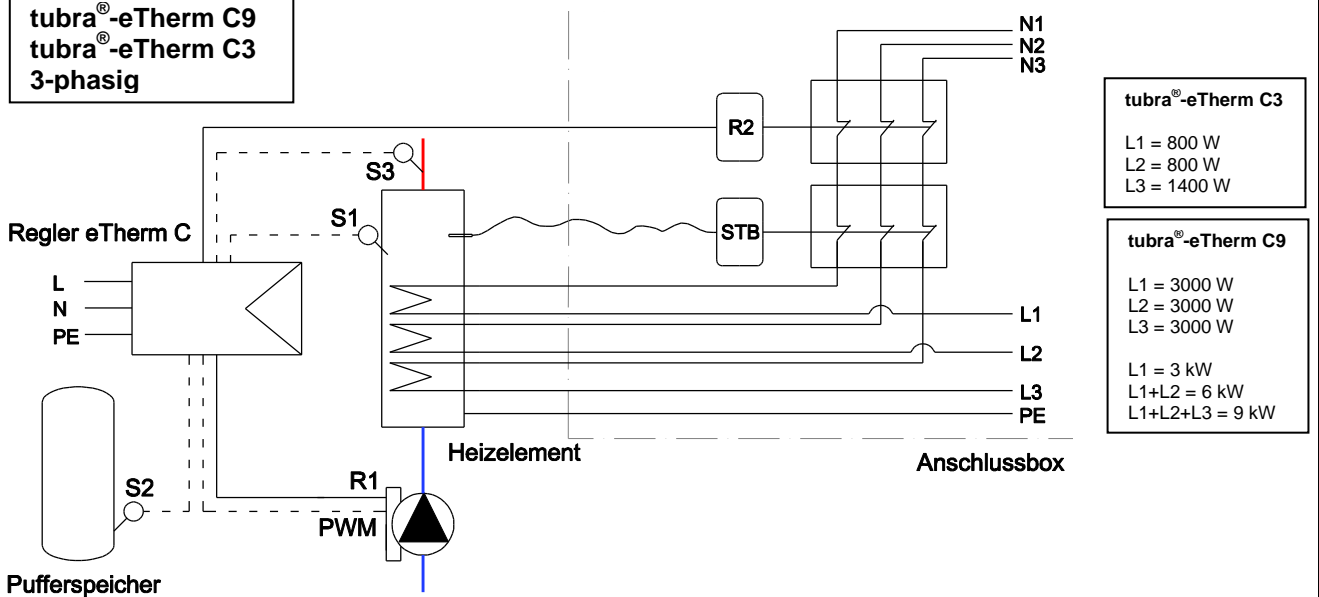 tubra®-eTherm C9
tubra®-eTherm C3
3-phasig
N1
N2
N3
R2
S3
S1
STB
Regler eTherm C
L
N
PE
L1
L2
L3
PE
Heizelement
Anschlussbox
R1
PWM
S2
Pufferspeicher
tubra®-eTherm C3
L1 = 800 W
L2 = 800 W
L3 = 1400 W
tubra®-eTherm C9
L1 = 3000 W
L2 = 3000 W
L3 = 3000 W
L1 = 3 kW
L1+L2 = 6 kW
L1+L2+L3 = 9 kW